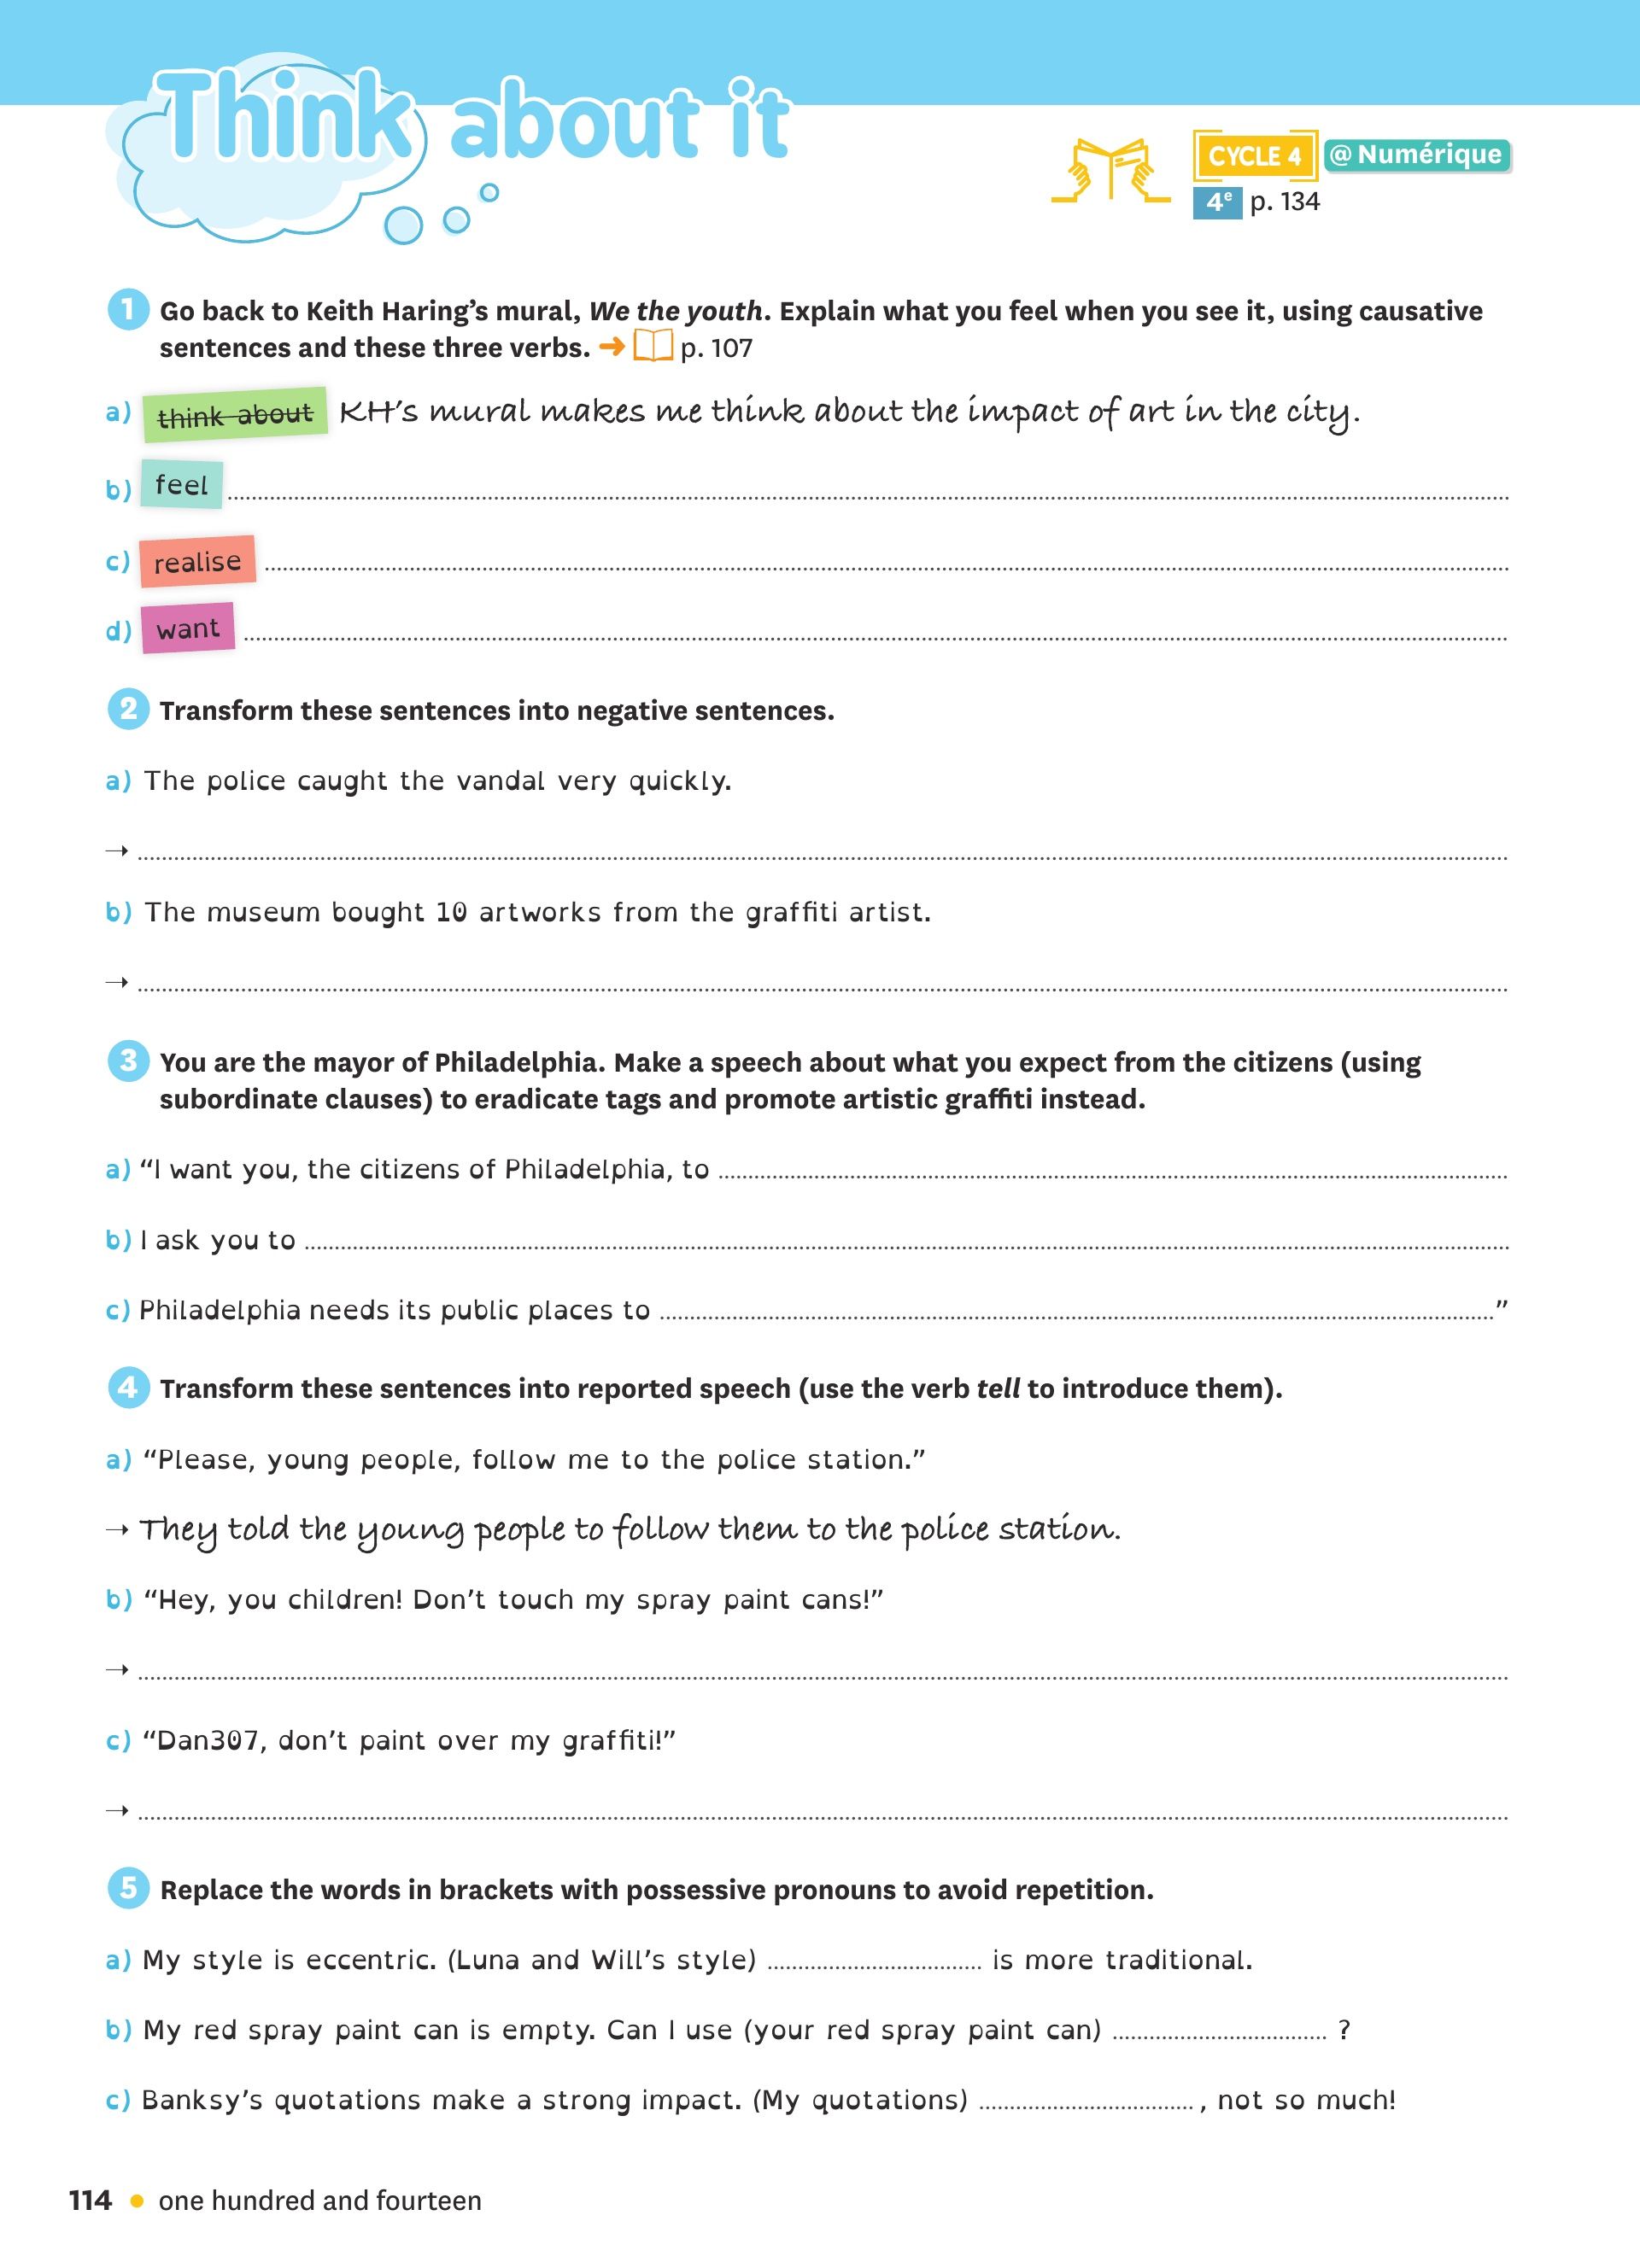 Think about it
CYCLE 4 @ Numérique
4e p. 134
1 Go back to Keith Haring’s mural, We the youth. Explain what you feel when you see it, using causative
sentences and these three verbs. ➜ p. 107
a) think about KH’s mural makes me think about the impact of art in the city.
b) feel
c) realise
d) want
2 Transform these sentences into negative sentences.
a) The police caught the vandal very quickly.
→
b) The museum bought 10 artworks from the graffiti artist.
→
3 You are the mayor of Philadelphia. Make a speech about what you expect from the citizens (using
subordinate clauses) to eradicate tags and promote artistic graffiti instead.
a) “I want you, the citizens of Philadelphia, to
b) I ask you to
c) Philadelphia needs its public places to ”
4 Transform these sentences into reported speech (use the verb tell to introduce them).
a) “Please, young people, follow me to the police station.”
→ They told the young people to follow them to the police station.
b) “Hey, you children! Don’t touch my spray paint cans!”
→
c) “Dan307, don’t paint over my graffiti!”
→
5 Replace the words in brackets with possessive pronouns to avoid repetition.
a) My style is eccentric. (Luna and Will’s style) is more traditional.
b) My red spray paint can is empty. Can I use (your red spray paint can) ?
c) Banksy’s quotations make a strong impact. (My quotations) , not so much!
114 • one hundred and fourteen